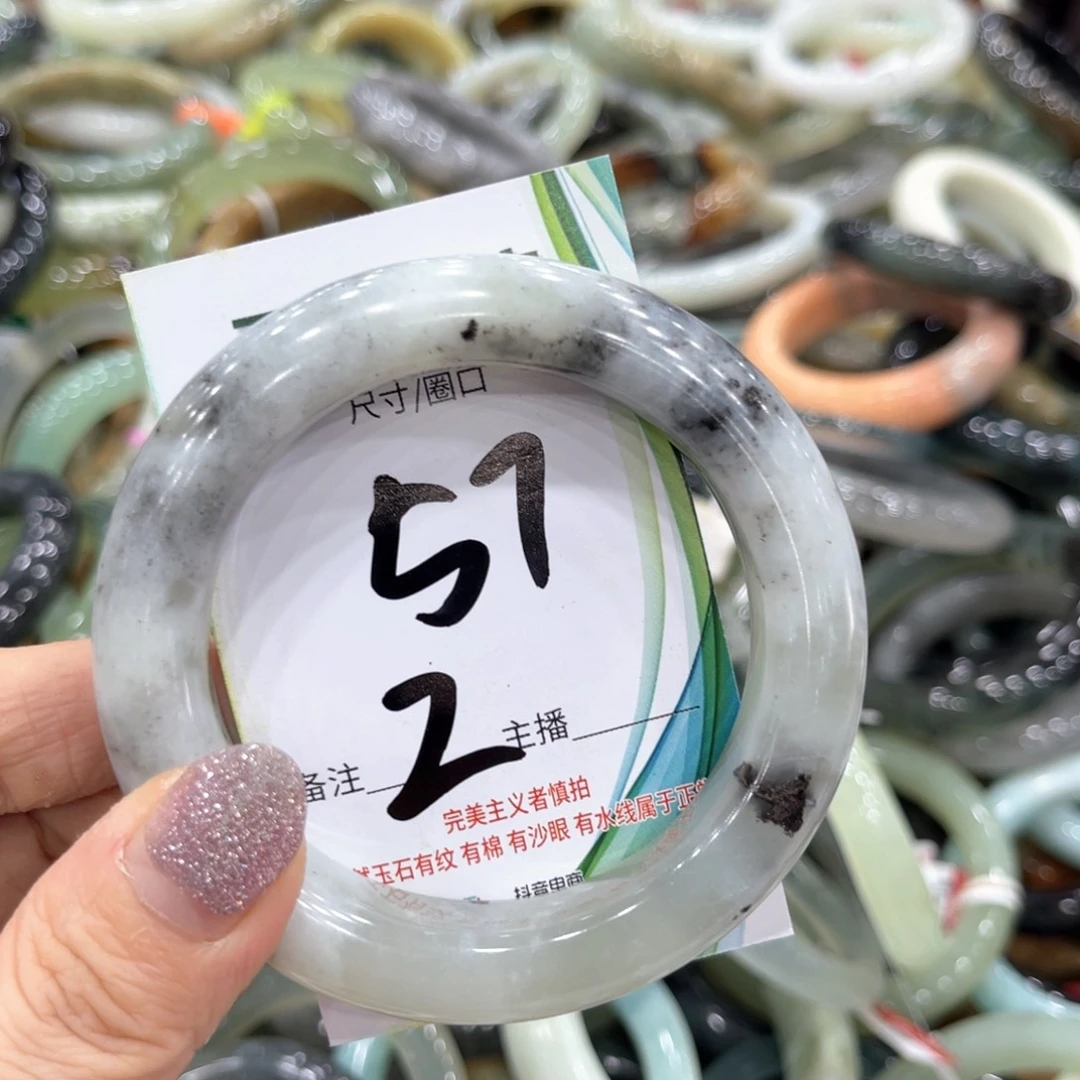 尺寸/圈口
57
2
主播
备注
完美主义者慎拍
玉石有纹 有棉 有沙眼 有水线属于正
抖音电商